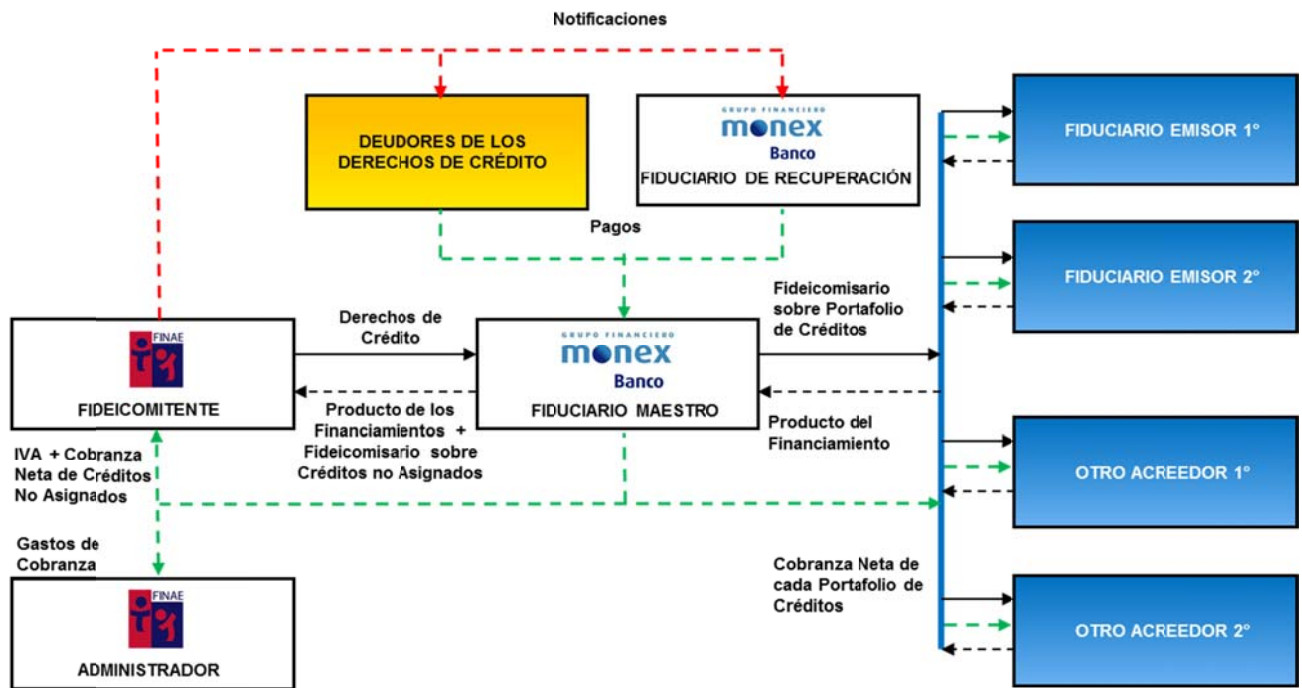 Notificaciones
DEUDORES DE LOS
DERECHOS DE CRÉDITO
GRUPO FINANCIERO
monex
Banco
FIDUCIARIO DE RECUPERACIÓN
FIDUCIARIO EMISOR 1°
Pagos
FIDUCIARIO EMISOR 2°
Fideicomisario
sobre Portafolio
de Créditos
FINAE
FIDEICOMITENTE
Derechos de
Crédito
GRUPO FINANCIERO
monex
Banco
FIDUCIARIO MAESTRO
Producto de los
Financiamientos +
Fideicomisario sobre
Créditos no Asignados
Producto del
Financiamiento
IVA + Cobranza
Neta de Créditos
No Asignados
OTRO ACREEDOR 1°
Gastos de
Cobranza
FINAE
ADMINISTRADOR
Cobranza Neta de
cada Portafolio de
Créditos
OTRO ACREEDOR 2°